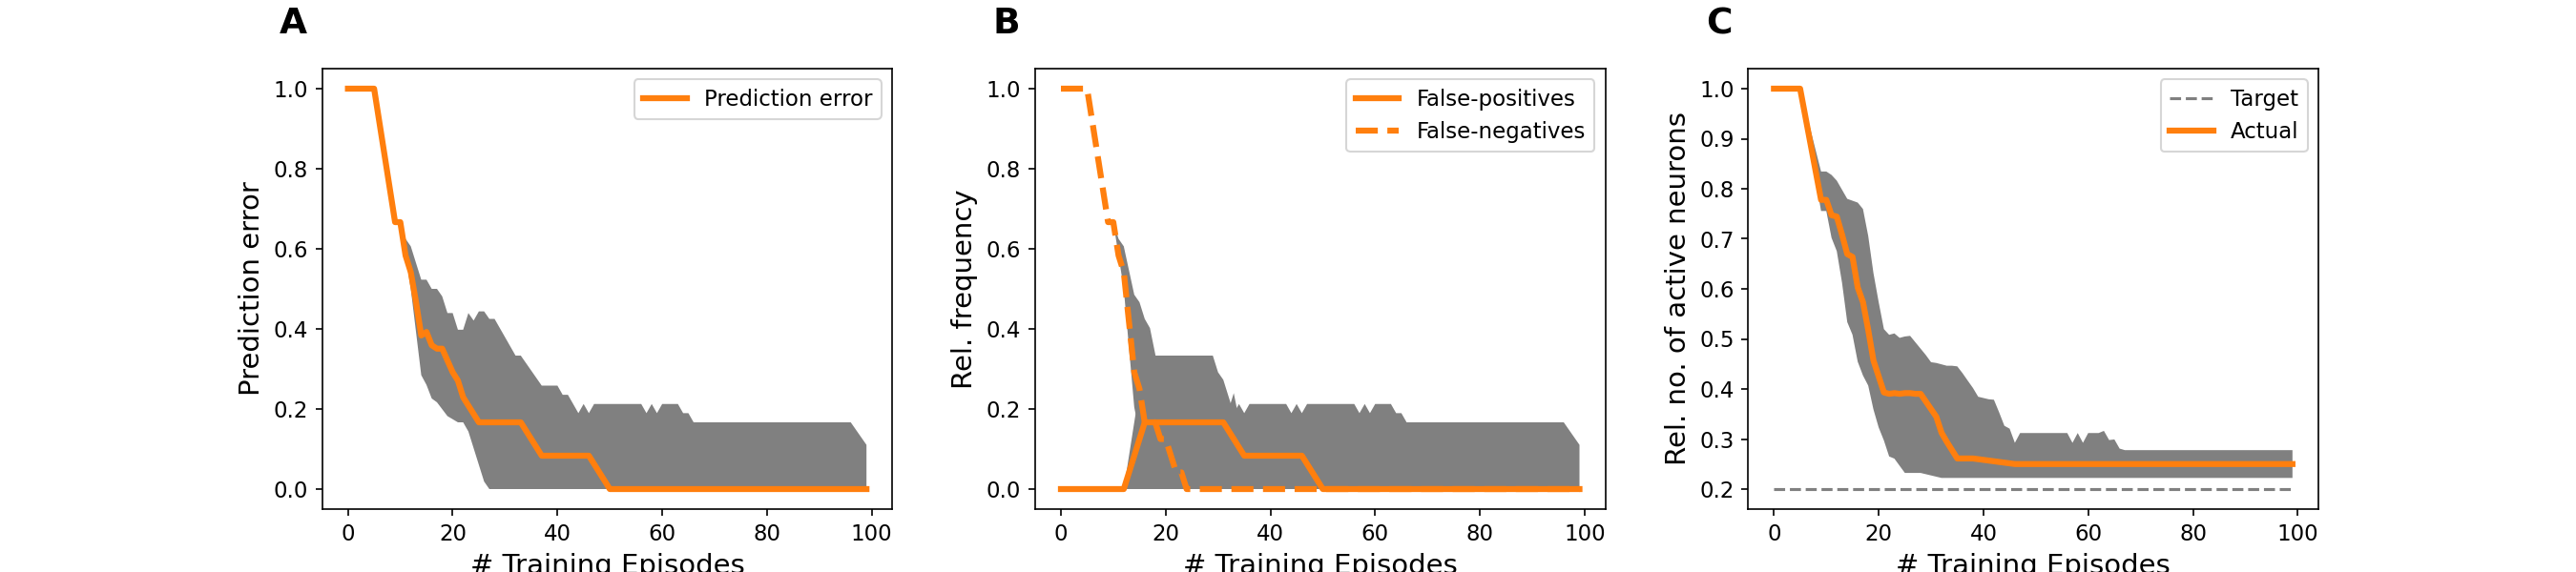 A
B
C
Prediction error
1.0
0.8
0.6
0.4
0.2
0.0
Prediction error
0
20
40
60
80
100
# Training Episodes
Rel. frequency
1.0
0.8
0.6
0.4
0.2
0.0
False-positives
False-negatives
0
20
40
60
80
100
# Training Episodes
Rel. no. of active neurons
1.0
0.9
0.8
0.7
0.6
0.5
0.4
0.3
0.2
Target
Actual
0
20
40
60
80
100
# Training Episodes